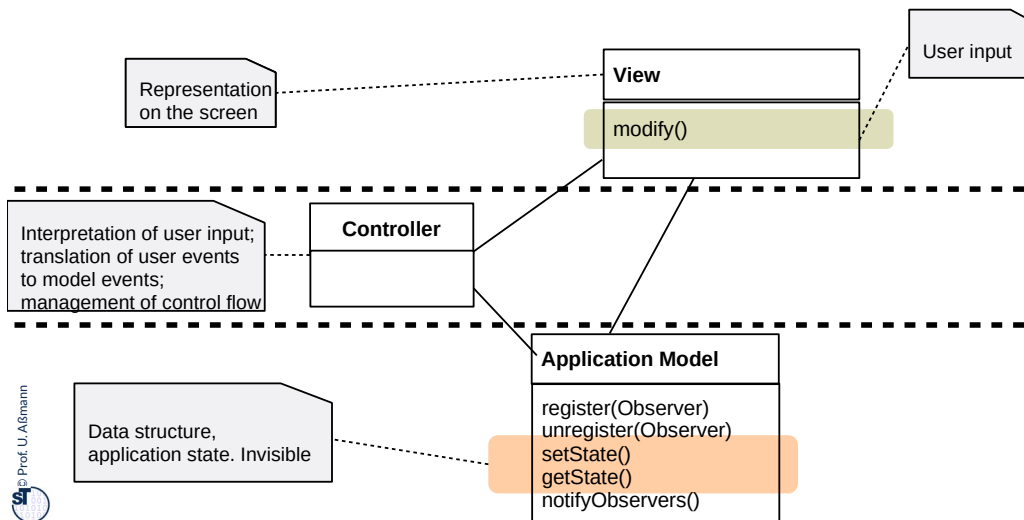 User input
View
Representation
on the screen
modify()
Controller
Interpretation of user input;
translation of user events
to model events;
management of control flow
Application Model
register(Observer)
unregister(Observer)
setState()
getState()
notifyObservers()
Data structure,
application state. Invisible
© Prof. U. Aßmann
ST